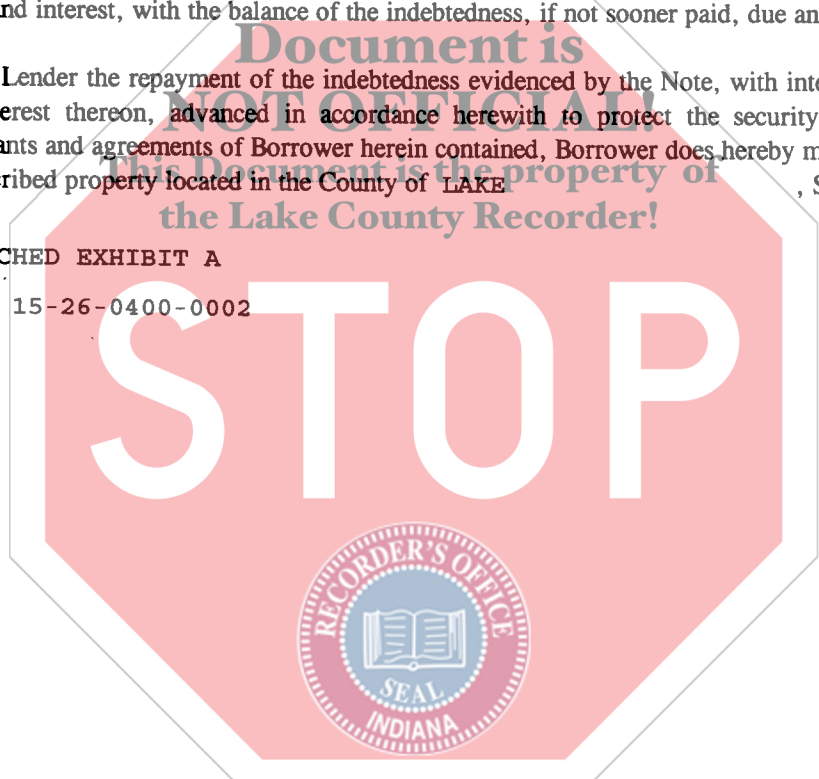 nd interest, with the balance of the indebtedness, if not sooner paid, due an
Document is
Lender the repayment of the indebtedness evidenced by the Note, with inte
NOT OFFICIAL!
erest thereon, advanced in accordance herewith to protect the security
ants and agreements of Borrower herein contained, Borrower does hereby m
This Document is the property of
ribed property located in the County of LAKE , S
the Lake County Recorder!
CHED EXHIBIT A
15-26-0400-0002
STOP
RECORDER'S OFFICE
SEAL
INDIANA